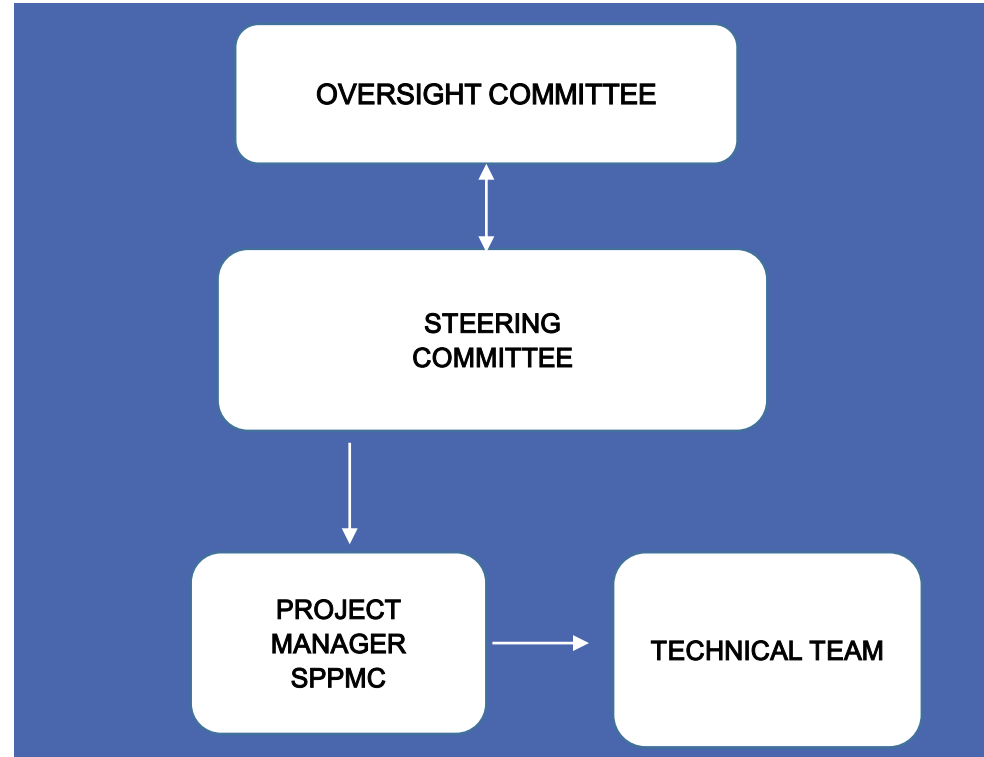 OVERSIGHT COMMITTEE
STEERING
COMMITTEE
PROJECT
MANAGER
SPPMC
TECHNICAL TEAM